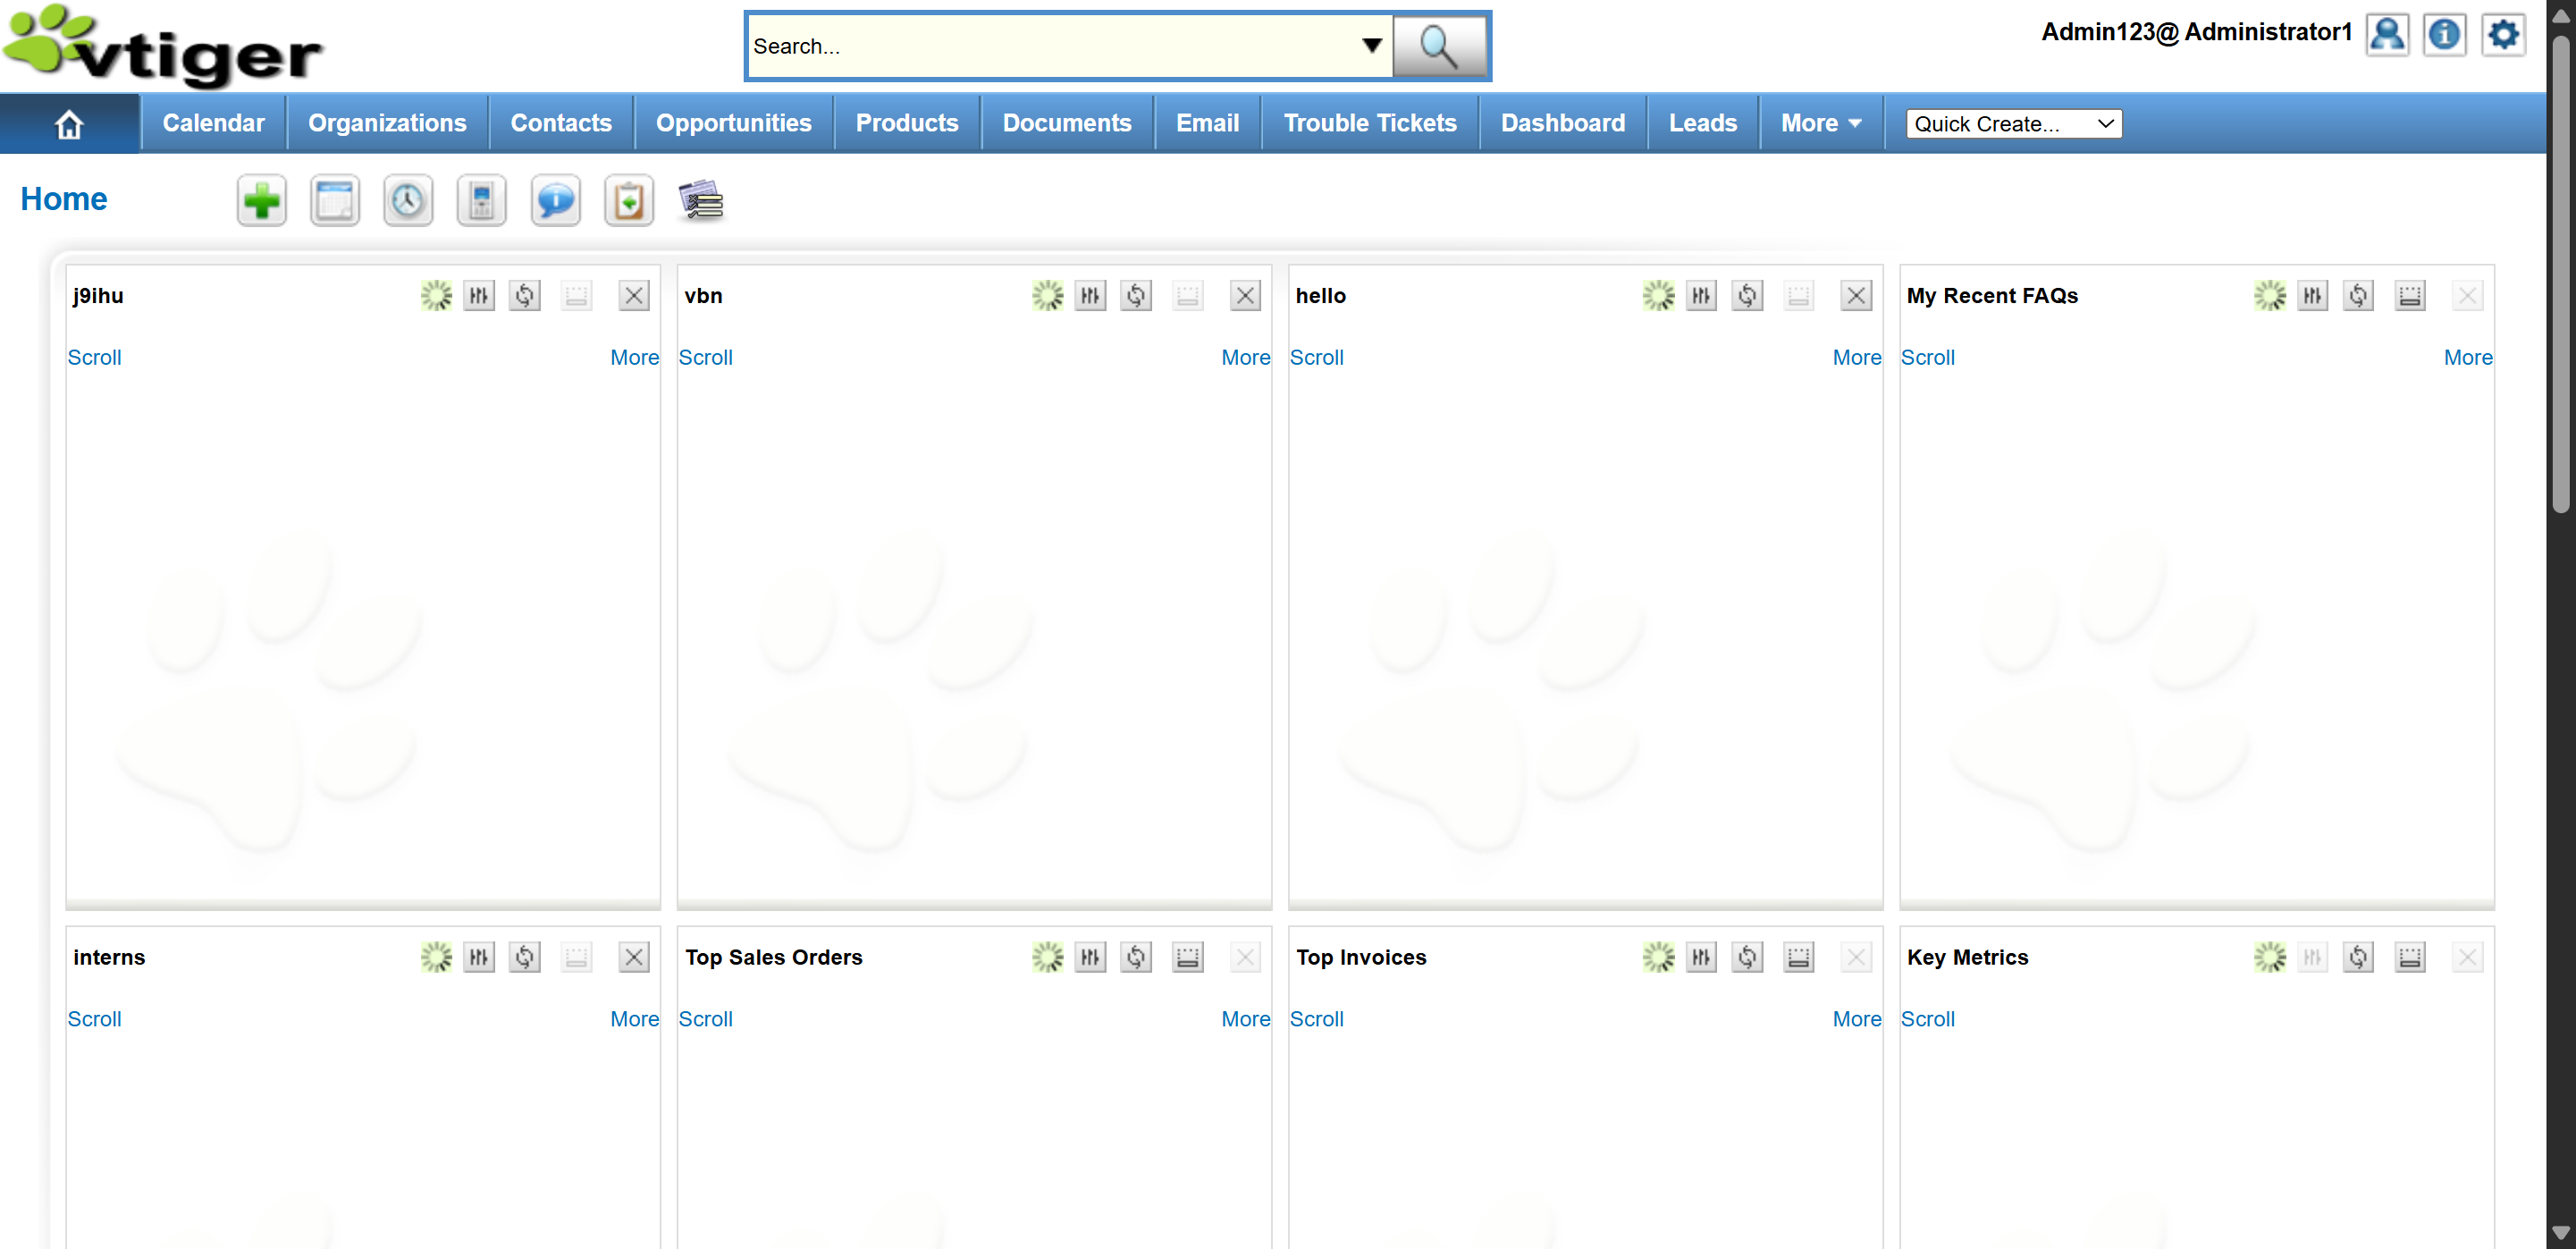 vtiger
Search...
Admin123@ Administrator1
Calendar Organizations Contacts Opportunities Products Documents Email Trouble Tickets Dashboard Leads More Quick Create...
Home
j9ihu
Scroll More
vbn
Scroll More
hello
Scroll More
My Recent FAQs
Scroll More
interns
Scroll More
Top Sales Orders
Scroll More
Top Invoices
Scroll More
Key Metrics
Scroll